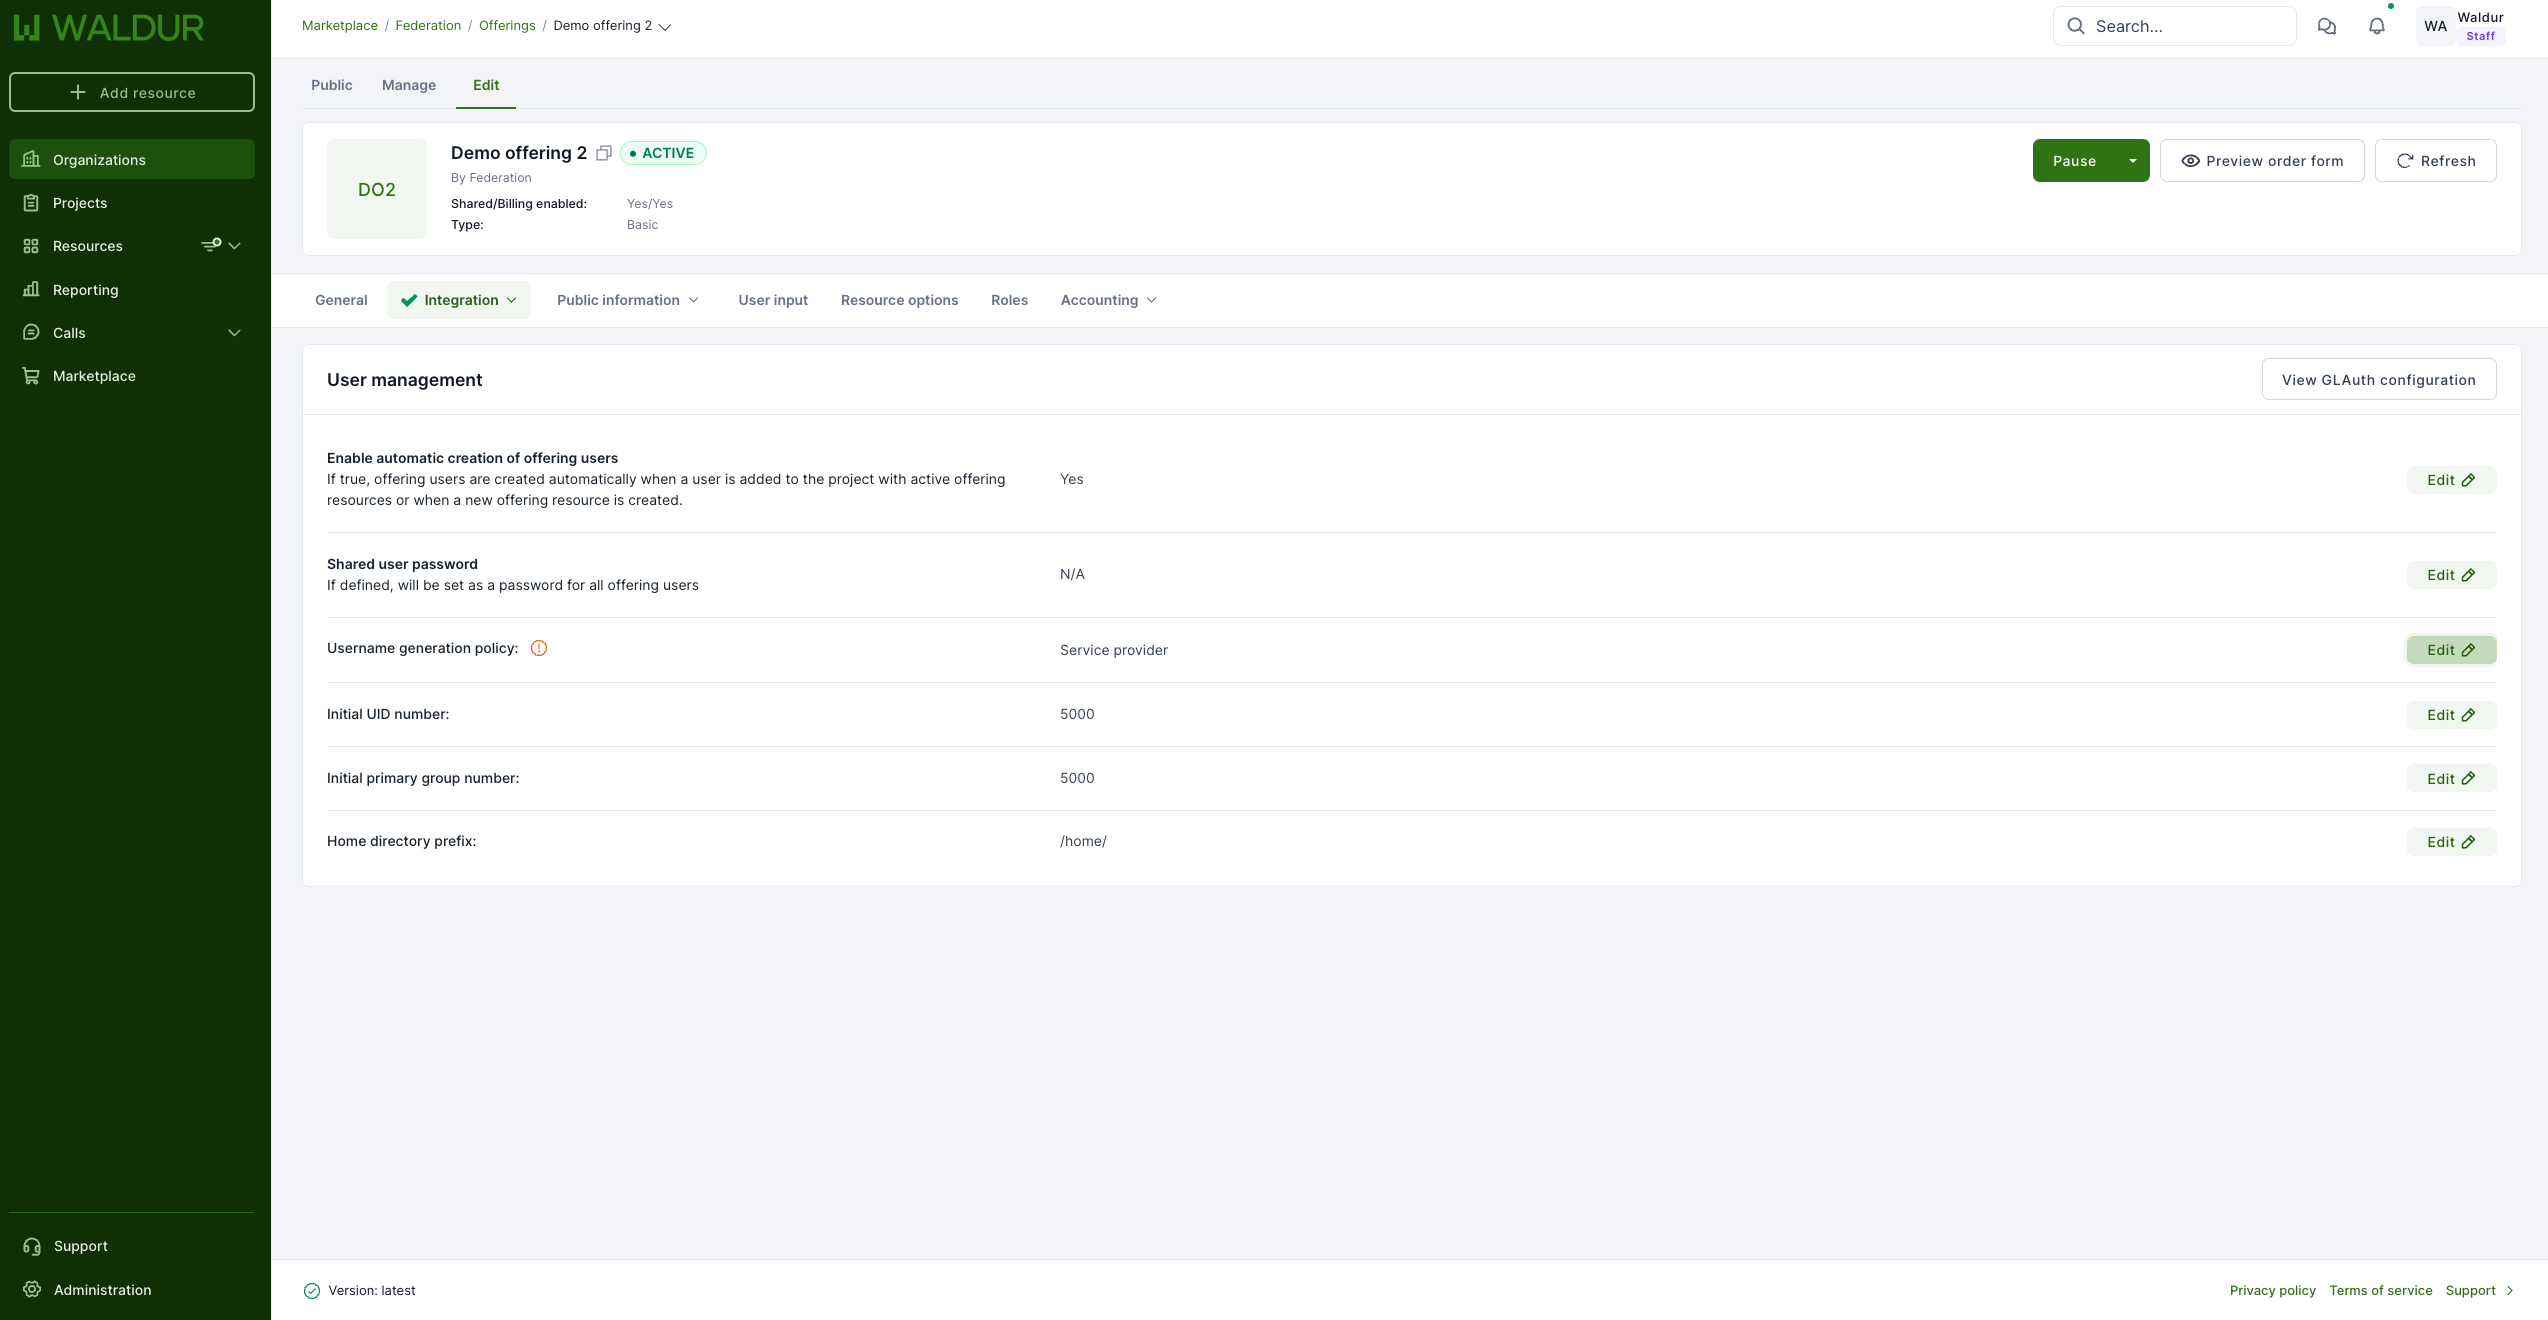 WALDUR
Marketplace / Federation / Offerings / Demo offering 2
Search...
WA
Waldur
Staff
Add resource
Organizations
Projects
Resources
Reporting
Calls
Marketplace
Support
Administration
Public
Manage
Edit
DO2
Demo offering 2
ACTIVE
By Federation
Shared/Billing enabled: Yes/Yes
Type: Basic
Pause
Preview order form
Refresh
General
Integration
Public information
User input
Resource options
Roles
Accounting
User management
View GLAuth configuration
Enable automatic creation of offering users
If true, offering users are created automatically when a user is added to the project with active offering
resources or when a new offering resource is created.
Yes
Edit
Shared user password
If defined, will be set as a password for all offering users
N/A
Edit
Username generation policy:
Service provider
Edit
Initial UID number:
5000
Edit
Initial primary group number:
5000
Edit
Home directory prefix:
/home/
Edit
Version: latest
Privacy policy
Terms of service
Support